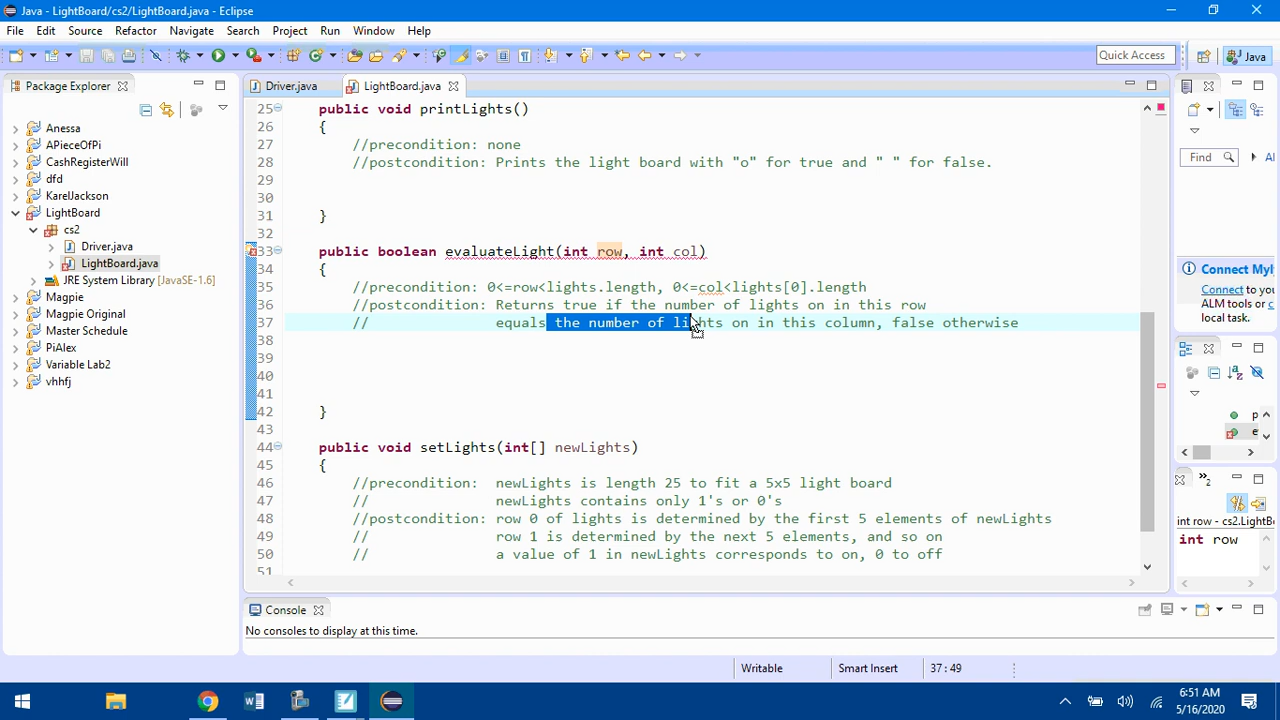 Java - LightBoard/cs2/LightBoard.java - Eclipse
File Edit Source Refactor Navigate Search Project Run Window Help
Quick Access
Java
Package Explorer
Driver.java
LightBoard.java
Anessa
APieceOfPi
CashRegisterWill
dfd
KarelJackson
LightBoard
cs2
Driver.java
LightBoard.java
JRE System Library [JavaSE-1.6]
Magpie
Magpie Original
Master Schedule
PiAlex
Variable Lab2
vhhfj
25 public void printLights()
26 {
27 //precondition: none
28 //postcondition: Prints the light board with "o" for true and " " for false.
29
30
31 }
32
33 public boolean evaluateLight(int row, int col)
34 {
35 //precondition: 0<=row<lights.length, 0<=col<lights[0].length
36 //postcondition: Returns true if the number of lights on in this row
37 // equals the number of lights on in this column, false otherwise
38
39
40
41
42 }
43
44 public void setLights(int[] newLights)
45 {
46 //precondition: newLights is length 25 to fit a 5x5 light board
47 // newLights contains only 1's or 0's
48 //postcondition: row 0 of lights is determined by the first 5 elements of newLights
49 // row 1 is determined by the next 5 elements, and so on
50 // a value of 1 in newLights corresponds to on, 0 to off
51
Find
Al
Connect Myl
Connect to your
ALM tools or c
local task.
p
e
int row - cs2.LightBo
int row
Console
No consoles to display at this time.
Writable
Smart Insert
37 : 49
6:51 AM
5/16/2020